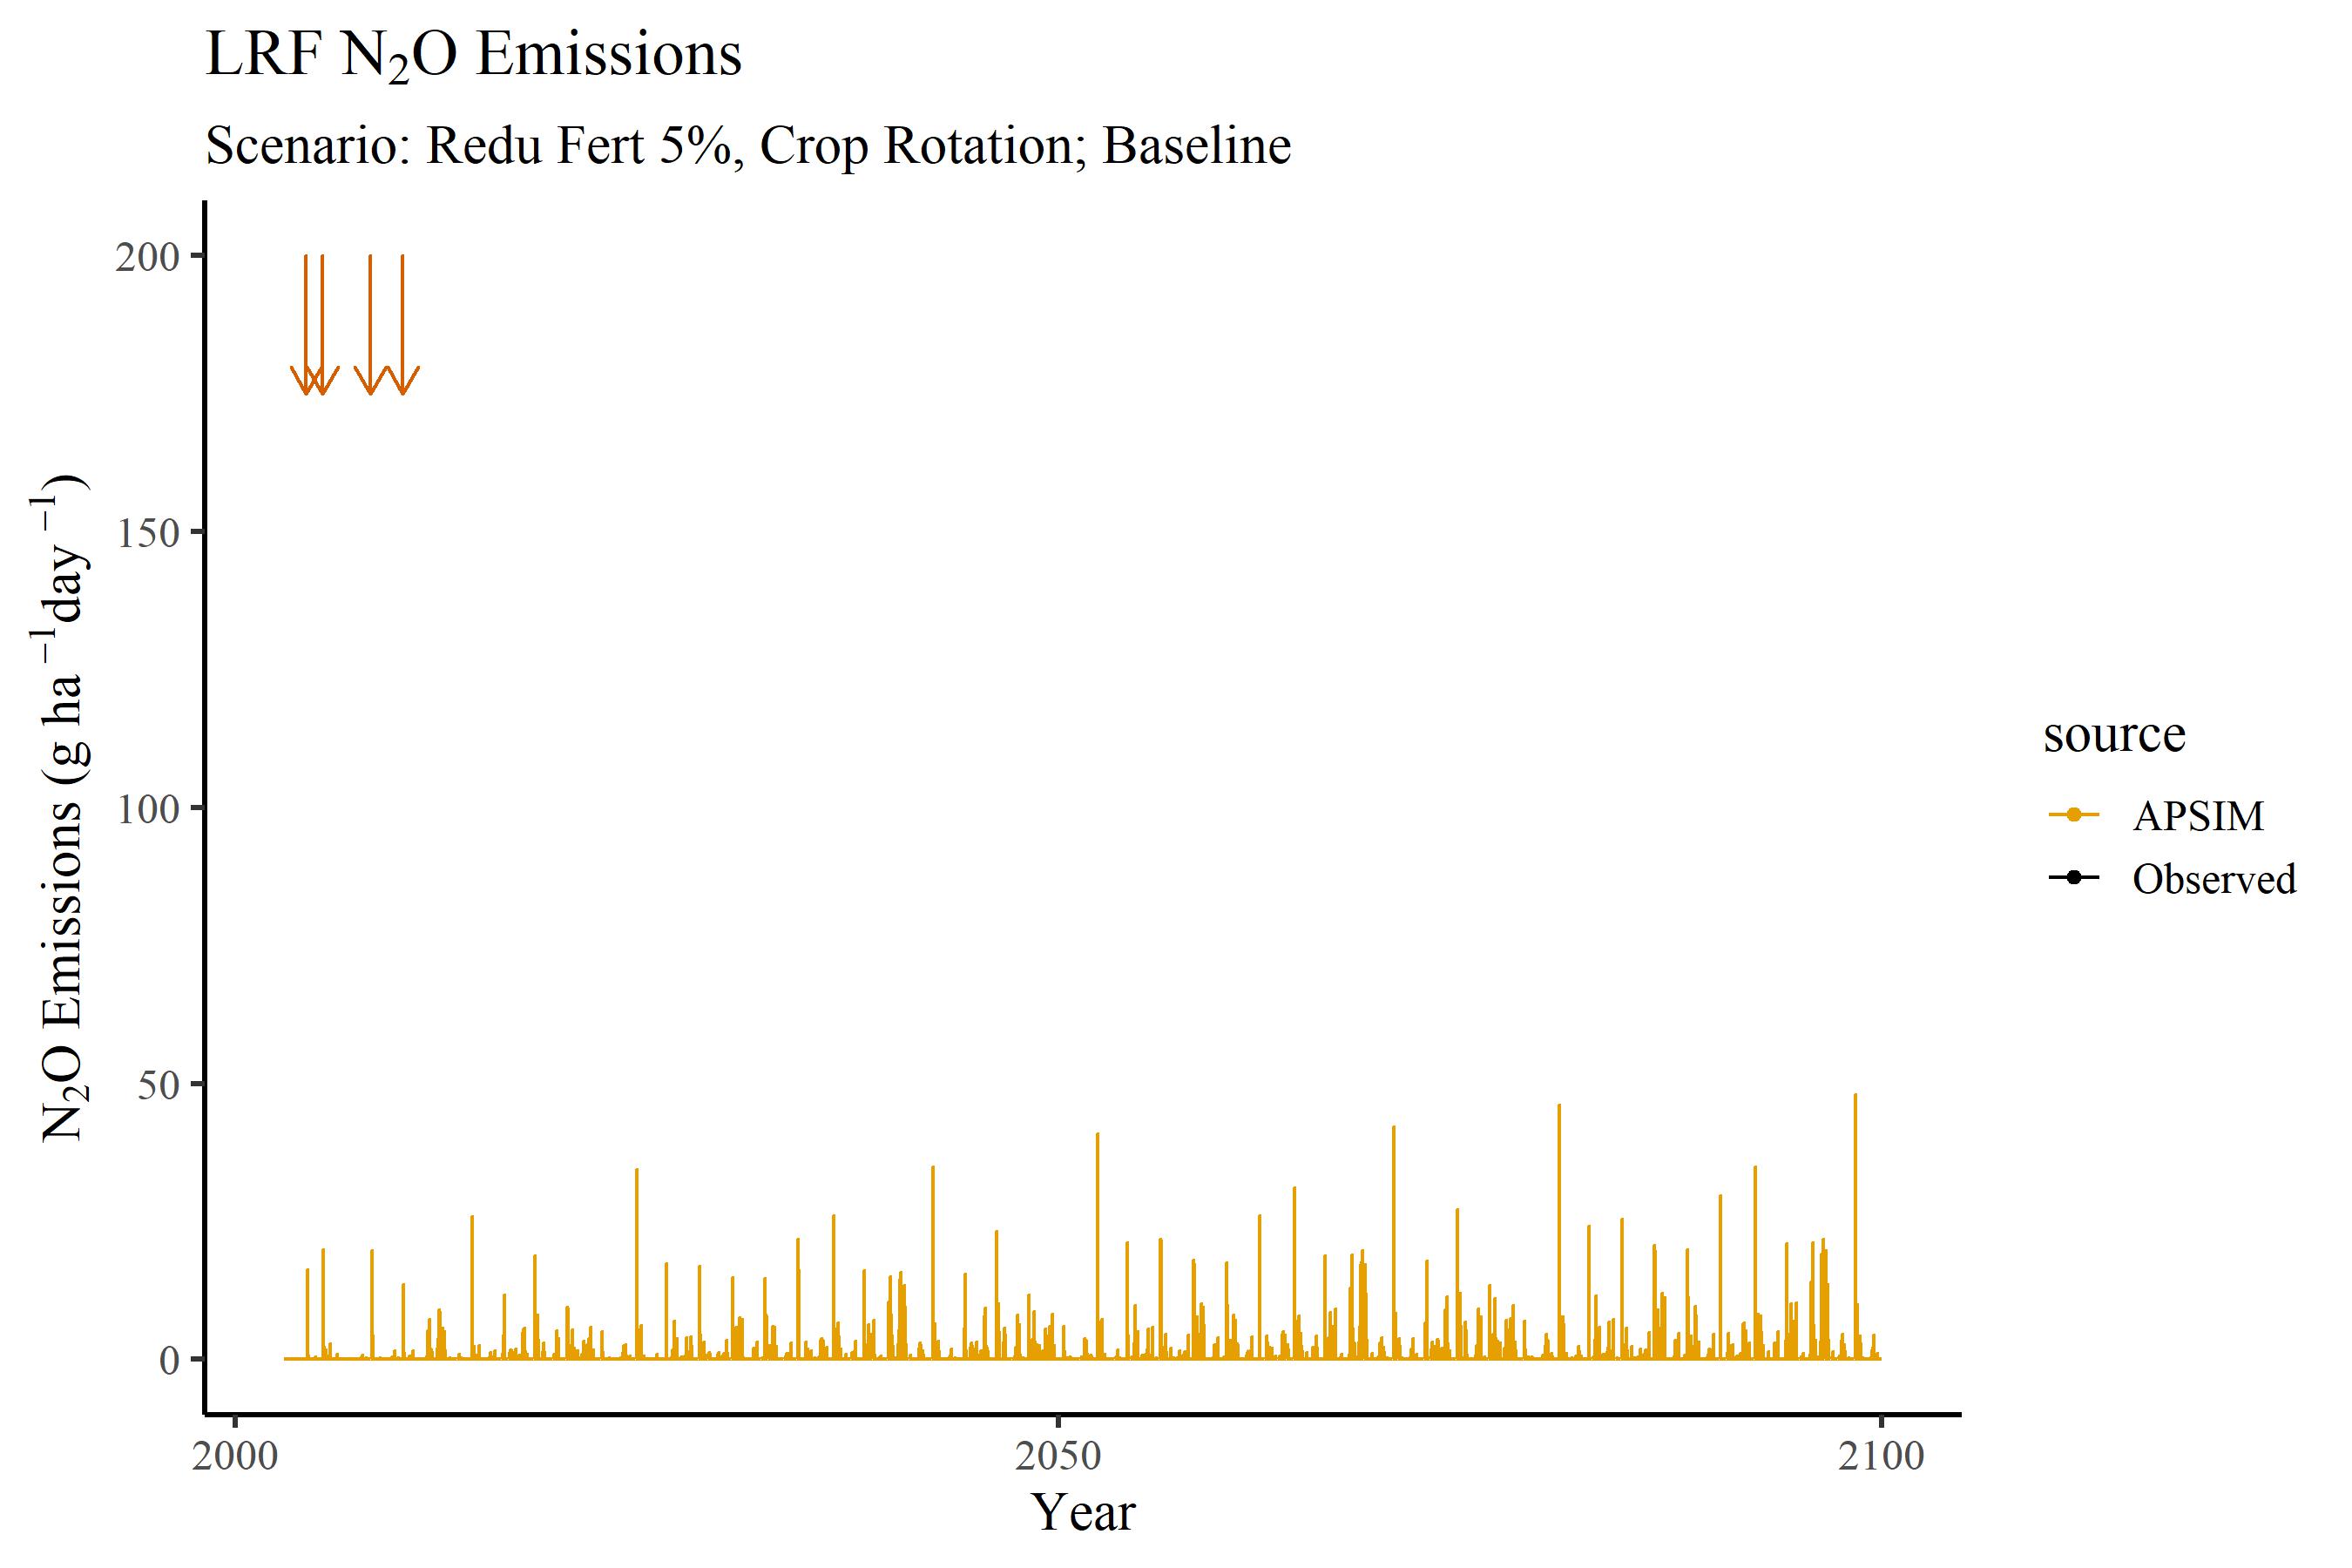 LRF N₂O Emissions
Scenario: Redu Fert 5%, Crop Rotation; Baseline
N₂O Emissions (g ha ⁻¹day ⁻¹)
200
150
100
50
0
2000 2050 2100
Year
source
APSIM
Observed